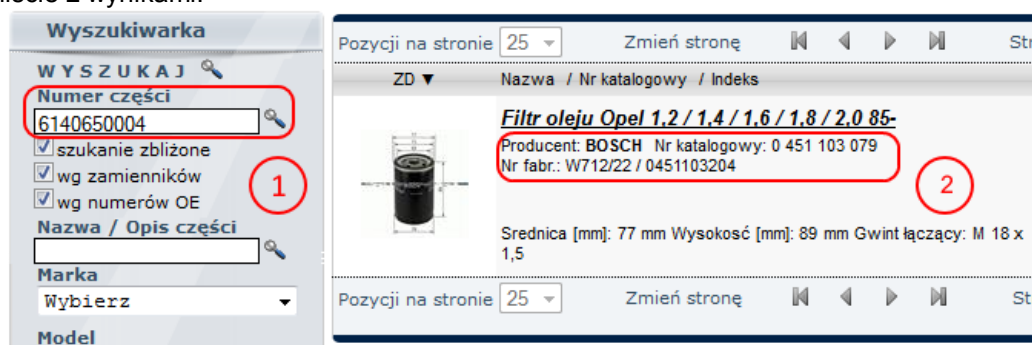 Wyszukiwarka
WYSZUKAJ
Numer części
6140650004
szukanie zbliżone
wg zamienników
wg numerów OE
1
Nazwa / Opis części
Marka
Wybierz
Model
Pozycji na stronie 25 Zmień stronę
ZD ▼ Nazwa / Nr katalogowy / Indeks
Filtr oleju Opel 1,2 / 1,4 / 1,6 / 1,8 / 2,0 85-
Producent: BOSCH Nr katalogowy: 0 451 103 079
Nr fabr.: W712/22 / 0451103204
2
Srednica [mm]: 77 mm Wysokosć [mm]: 89 mm Gwint łączący: M 18 x
1,5
Pozycji na stronie 25 Zmień stronę